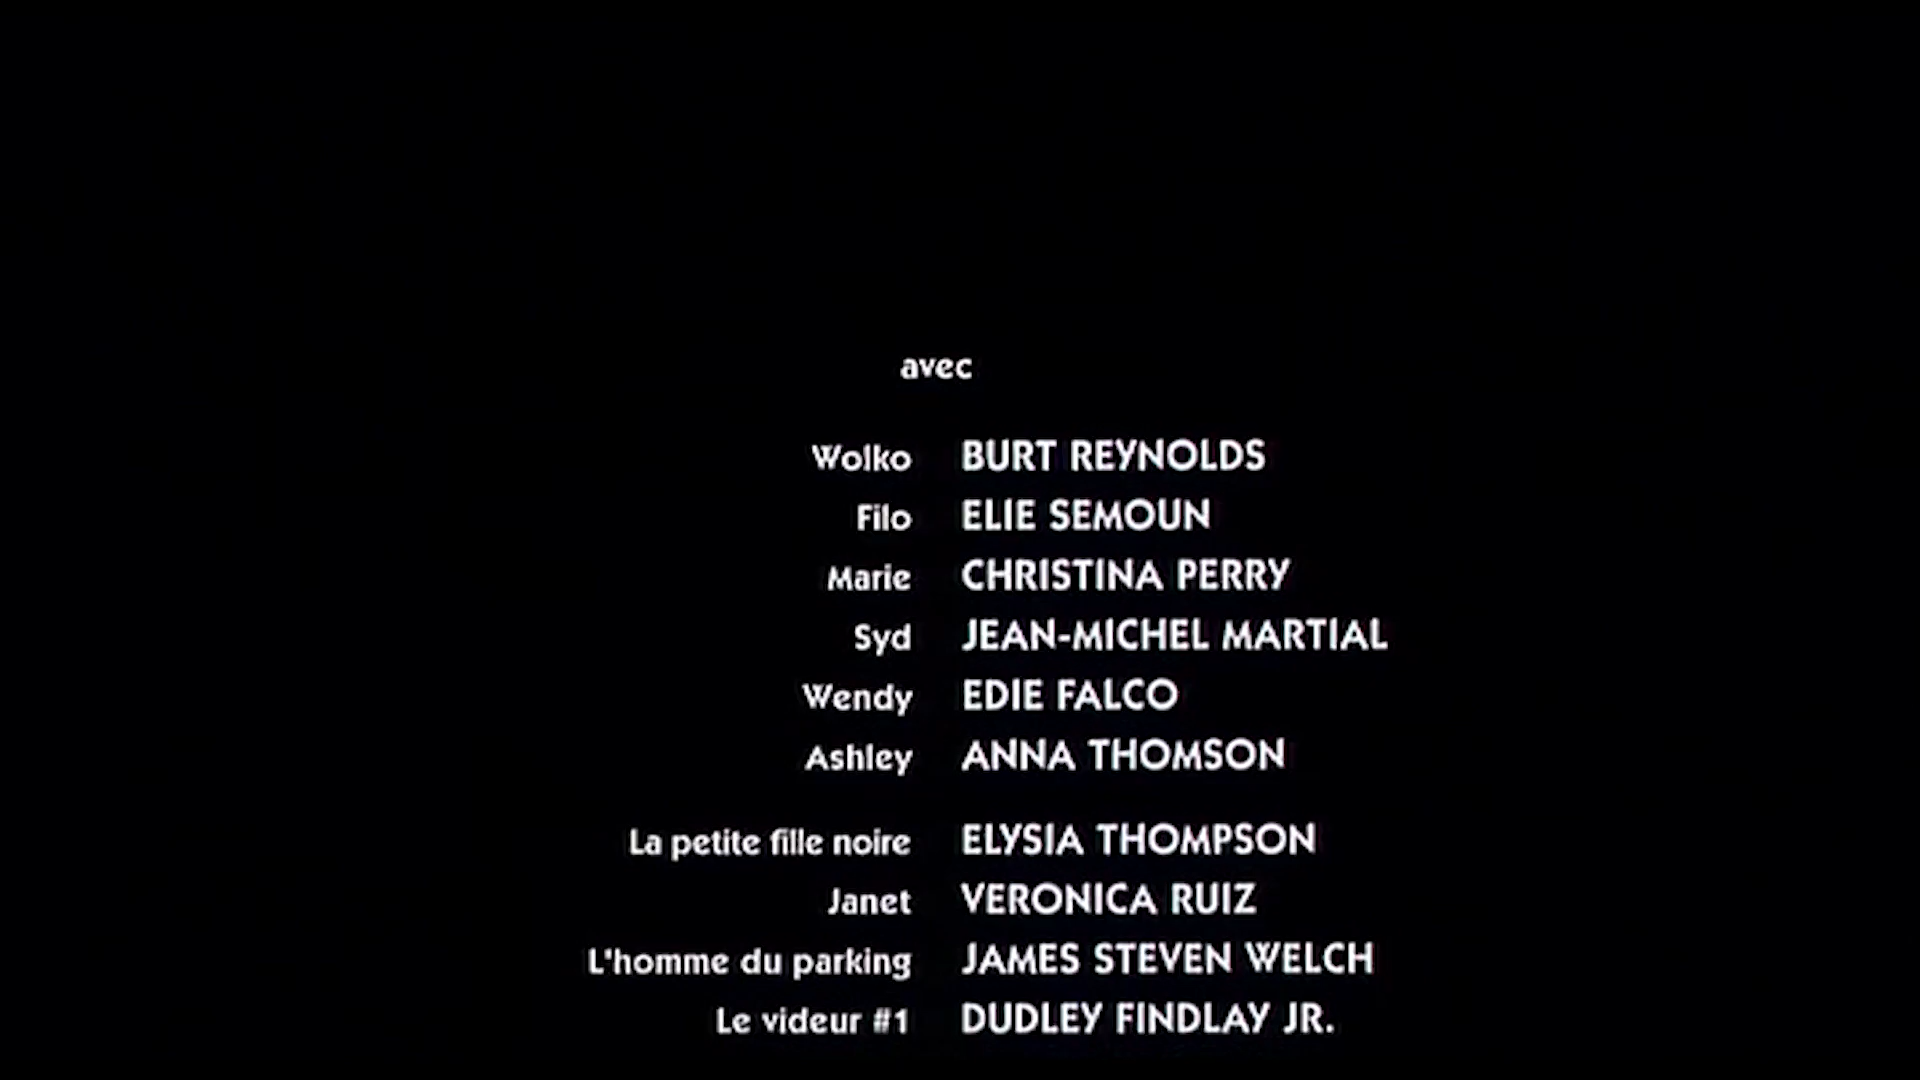 avec
Wolko BURT REYNOLDS
Filo ELIE SEMOUN
Marie CHRISTINA PERRY
Syd JEAN-MICHEL MARTIAL
Wendy EDIE FALCO
Ashley ANNA THOMSON
La petite fille noire ELYSIA THOMPSON
Janet VERONICA RUIZ
L'homme du parking JAMES STEVEN WELCH
Le videur #1 DUDLEY FINDLAY JR.